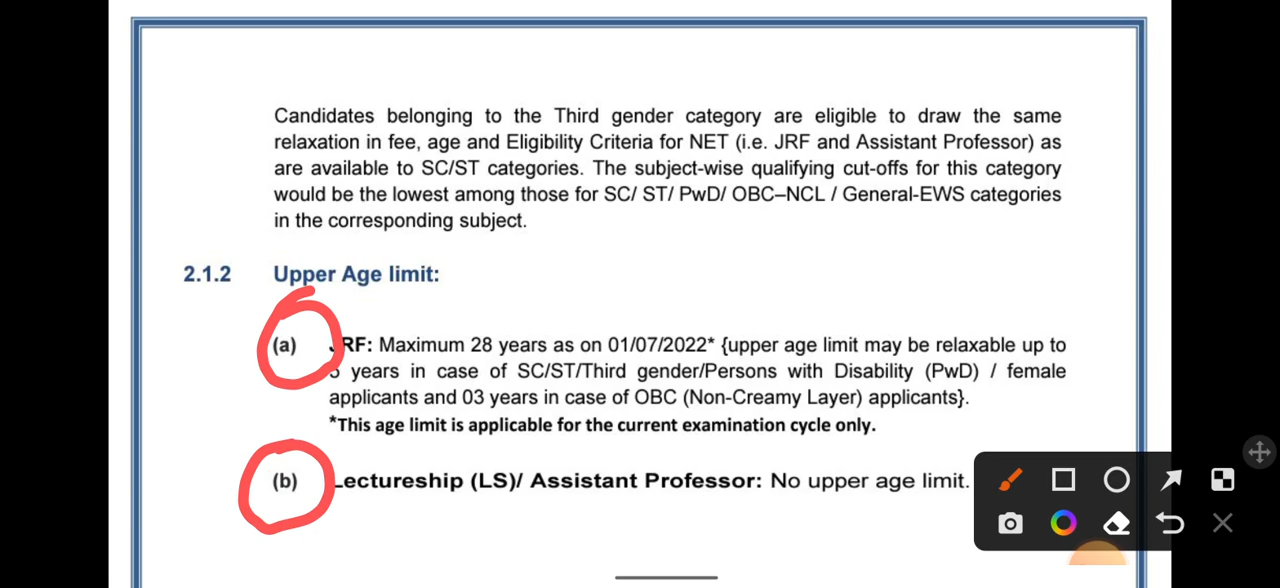 Candidates belonging to the Third gender category are eligible to draw the same
relaxation in fee, age and Eligibility Criteria for NET (i.e. JRF and Assistant Professor) as
are available to SC/ST categories. The subject-wise qualifying cut-offs for this category
would be the lowest among those for SC/ ST/ PwD/ OBC–NCL / General-EWS categories
in the corresponding subject.
2.1.2 Upper Age limit:
(a) JRF: Maximum 28 years as on 01/07/2022* {upper age limit may be relaxable up to
5 years in case of SC/ST/Third gender/Persons with Disability (PwD) / female
applicants and 03 years in case of OBC (Non-Creamy Layer) applicants}.
*This age limit is applicable for the current examination cycle only.
(b) Lectureship (LS)/ Assistant Professor: No upper age limit.